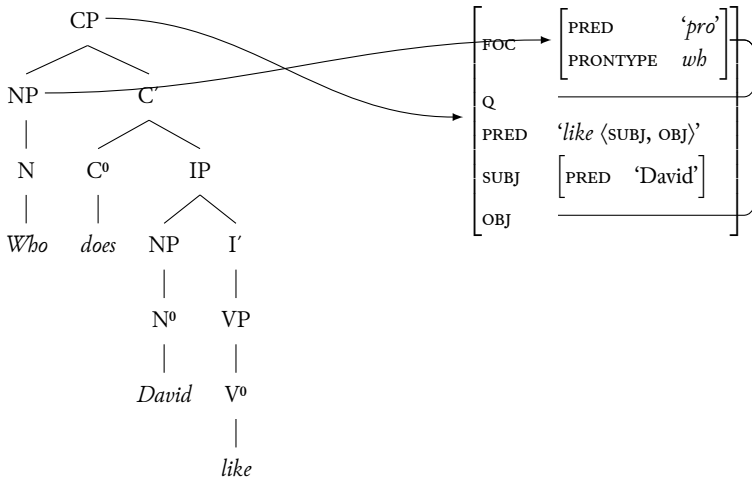 CP
NP C′
N C⁰ IP
Who does NP I′
N⁰ VP
David V⁰
like
FOC [PRED ‘pro’
PRONTYPE wh]
Q
PRED ‘like ⟨SUBJ, OBJ⟩’
SUBJ [PRED ‘David’]
OBJ